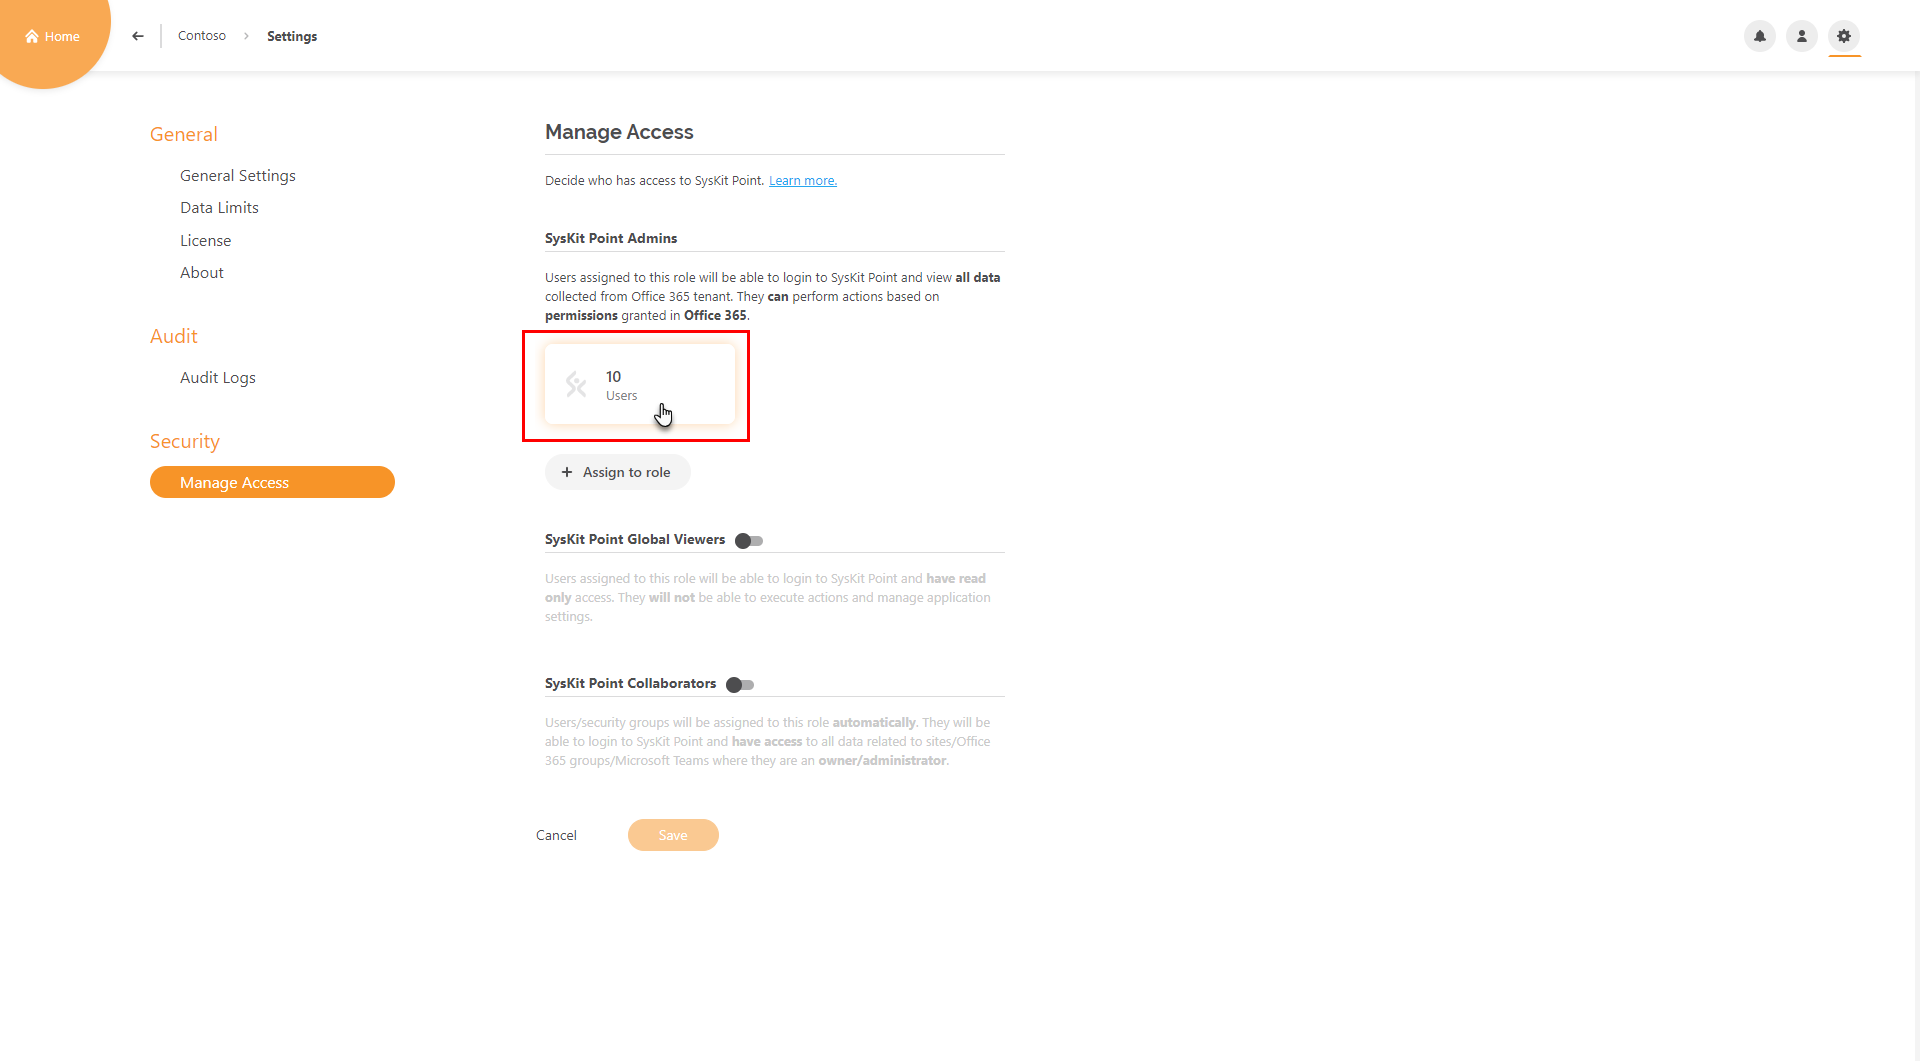 Home
Contoso
Settings
General
General Settings
Data Limits
License
About
Audit
Audit Logs
Security
Manage Access
Manage Access
Decide who has access to SysKit Point. Learn more.
SysKit Point Admins
Users assigned to this role will be able to login to SysKit Point and view all data
collected from Office 365 tenant. They can perform actions based on
permissions granted in Office 365.
10
Users
+ Assign to role
SysKit Point Global Viewers
Users assigned to this role will be able to login to SysKit Point and have read
only access. They will not be able to execute actions and manage application
settings.
SysKit Point Collaborators
Users/security groups will be assigned to this role automatically. They will be
able to login to SysKit Point and have access to all data related to sites/Office
365 groups/Microsoft Teams where they are an owner/administrator.
Cancel
Save